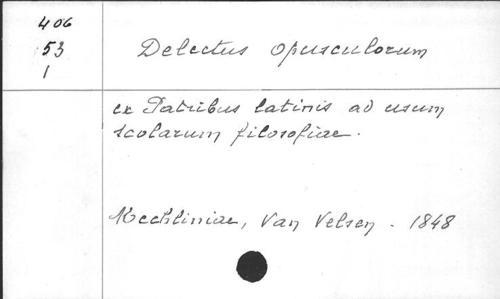 406
53
1
Delectus opusculorum
ex Patribus latinis ad usum
scolarum filosofiae.
Mechliniae, Van Velsen. 1848